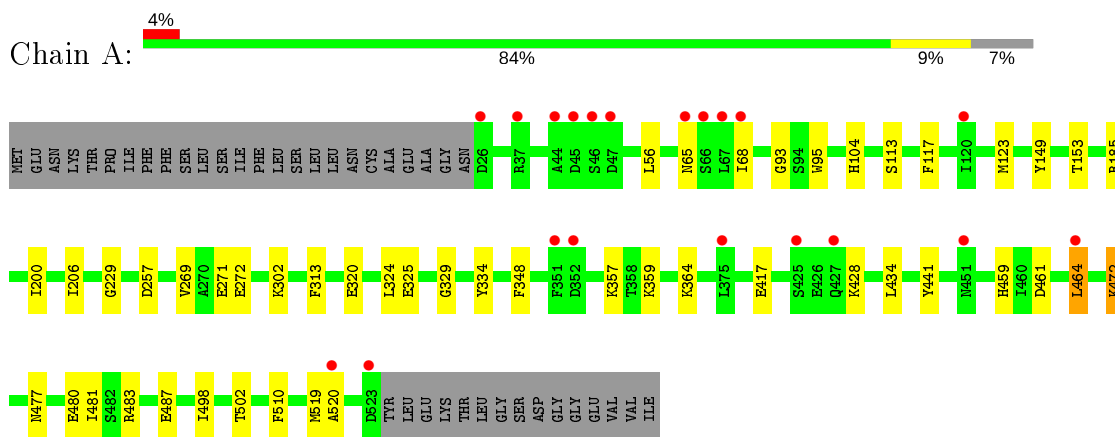 4%
Chain A:
84% 9% 7%
MET GLU ASN LYS THR PRO ILE PHE PHE SER LEU SER ILE PHE LEU SER LEU LEU ASN CYS ALA GLU ALA GLY ASN D26 R37 A44 D45 S46 D47 L56 N65 S66 L67 I68 G93 S94 W95 H104 S113 F117 I120 M123 Y149 T153 R185
I200 I206 G229 D257 V269 A270 E271 E272 K302 F313 E320 L324 E325 G329 Y334 F348 F351 D352 K357 T358 K359 K364 L375 E417 S425 E426 Q427 K428 L434 Y441 N451 H459 I460 D461 L464
N477 E480 I481 S482 R483 E487 I498 T502 F510 M519 A520 D523 TYR LEU GLU LYS THR LEU GLY SER ASP GLY GLY GLU VAL VAL ILE